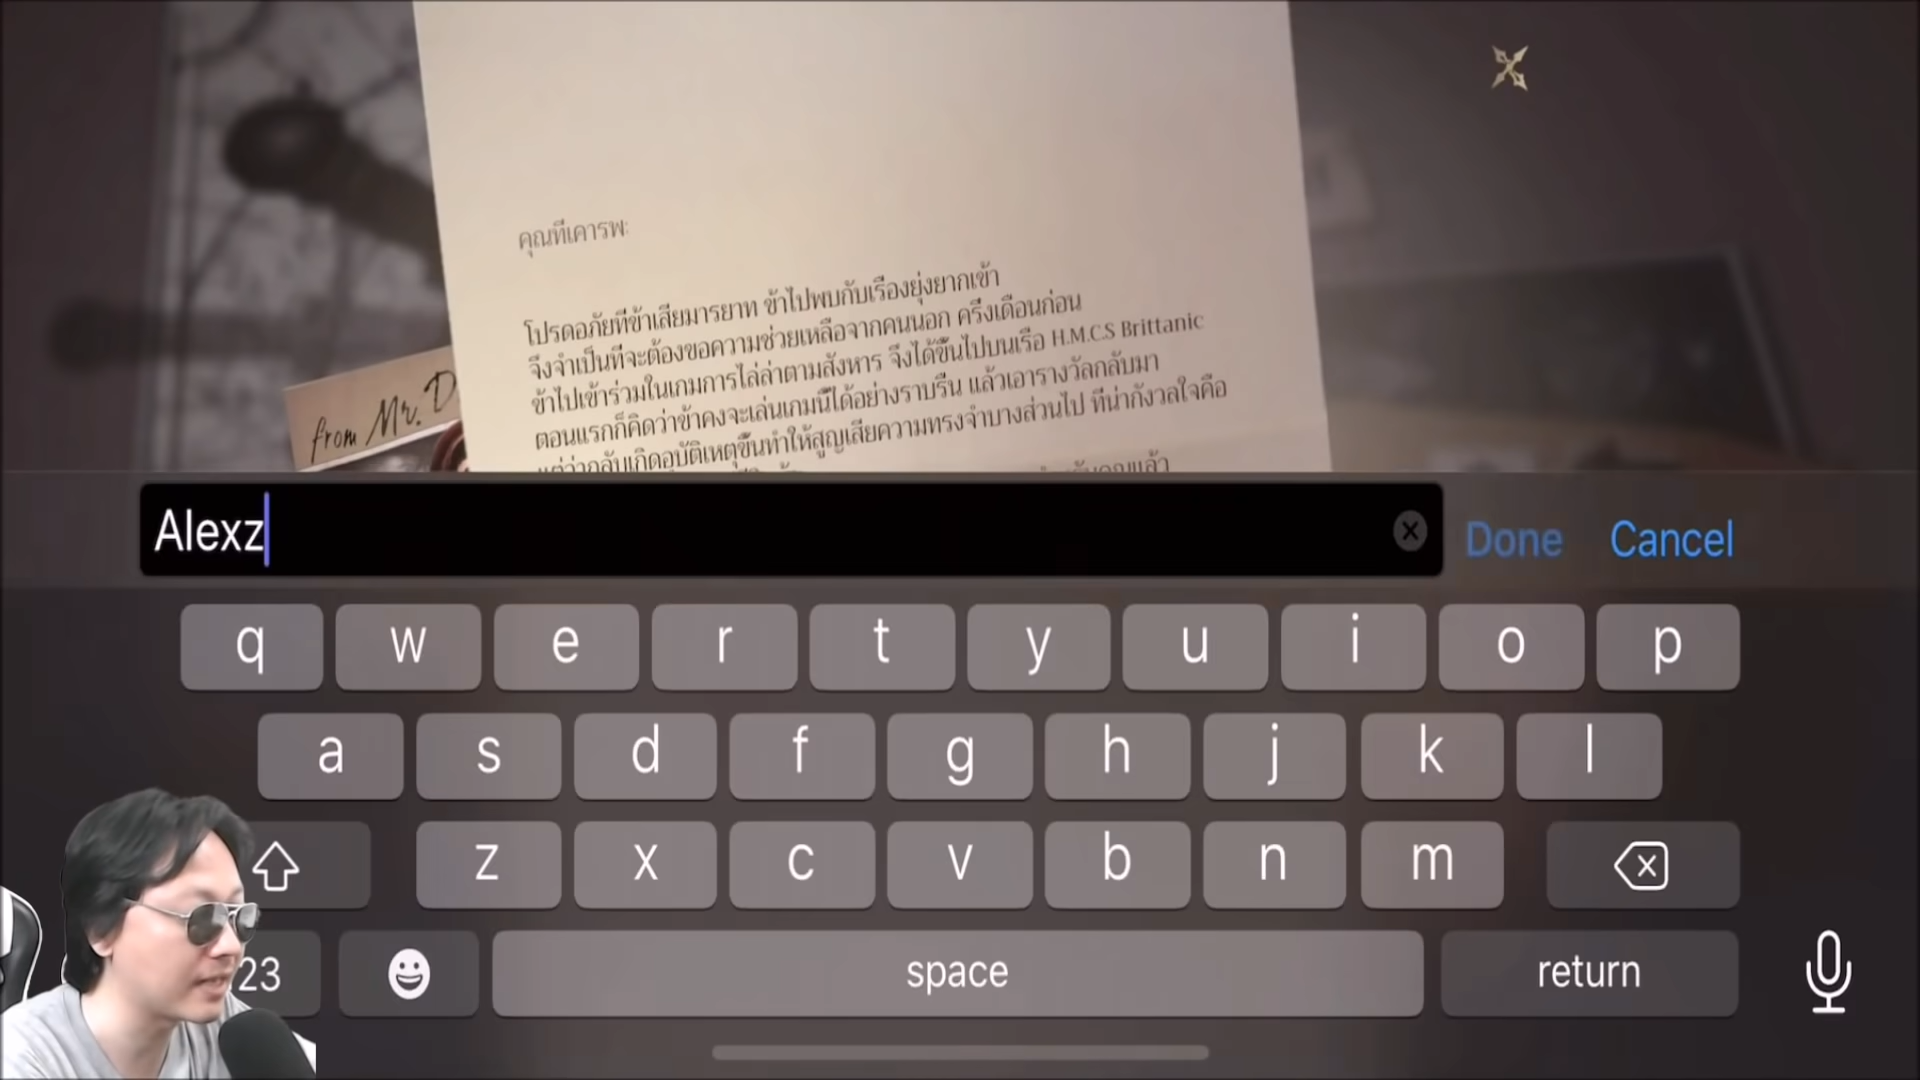 คุณที่เคารพ:
โปรดอภัยที่ข้าเสียมารยาท ข้าไปพบกับเรื่องยุ่งยากเข้า
จึงจำเป็นที่จะต้องขอความช่วยเหลือจากคนนอก ครึ่งเดือนก่อน
ข้าไปเข้าร่วมในเกมการไล่ล่าตามสังหาร จึงได้ขึ้นไปบนเรือ H.M.C.S Brittanic
ตอนแรกก็คิดว่าข้าคงจะเล่นเกมนี้ได้อย่างราบรื่น แล้วเอารางวัลกลับมา
แต่ว่ากลับเกิดอุบัติเหตุขึ้นทำให้สูญเสียความทรงจำบางส่วนไป ที่น่ากังวลใจคือ
from Mr. D
Alexz
Done
Cancel
q w e r t y u i o p
a s d f g h j k l
z x c v b n m
23
space
return